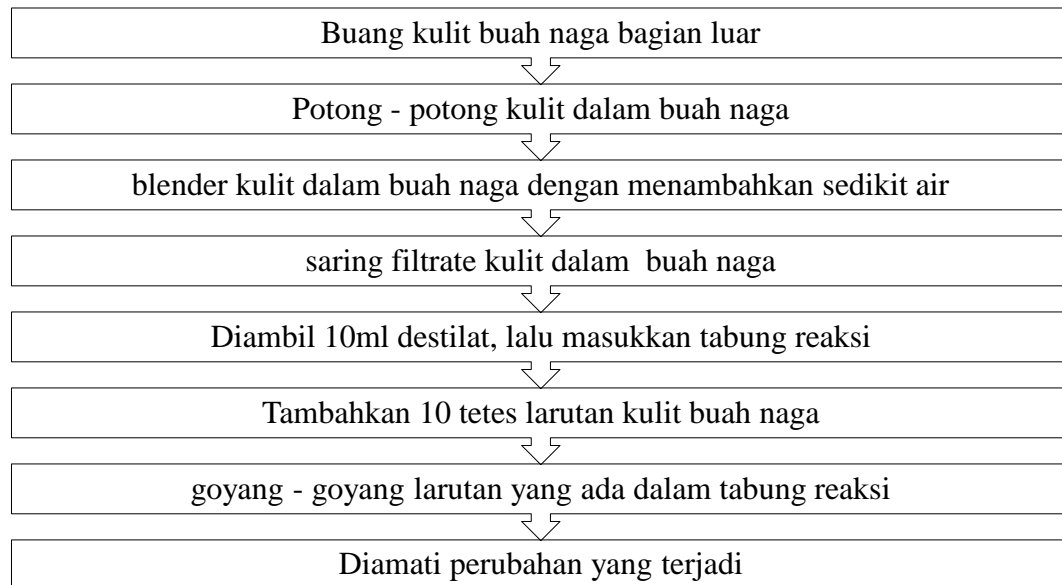 Buang kulit buah naga bagian luar
Potong - potong kulit dalam buah naga
blender kulit dalam buah naga dengan menambahkan sedikit air
saring filtrate kulit dalam  buah naga
Diambil 10ml destilat, lalu masukkan tabung reaksi
Tambahkan 10 tetes larutan kulit buah naga
goyang - goyang larutan yang ada dalam tabung reaksi
Diamati perubahan yang terjadi